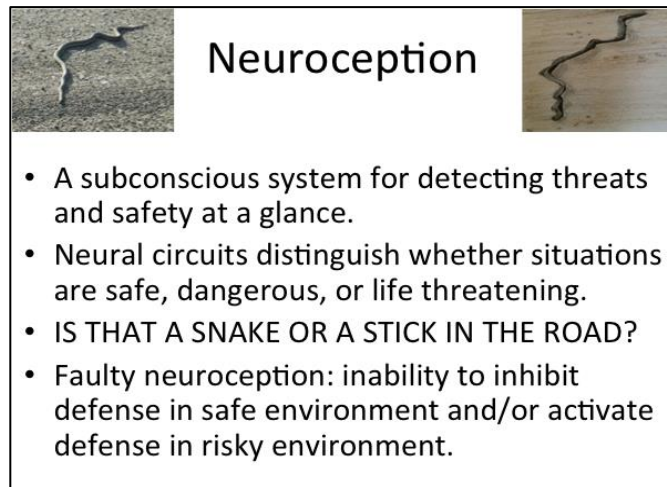 Neuroception
• A subconscious system for detecting threats
and safety at a glance.
• Neural circuits distinguish whether situations
are safe, dangerous, or life threatening.
• IS THAT A SNAKE OR A STICK IN THE ROAD?
• Faulty neuroception: inability to inhibit
defense in safe environment and/or activate
defense in risky environment.